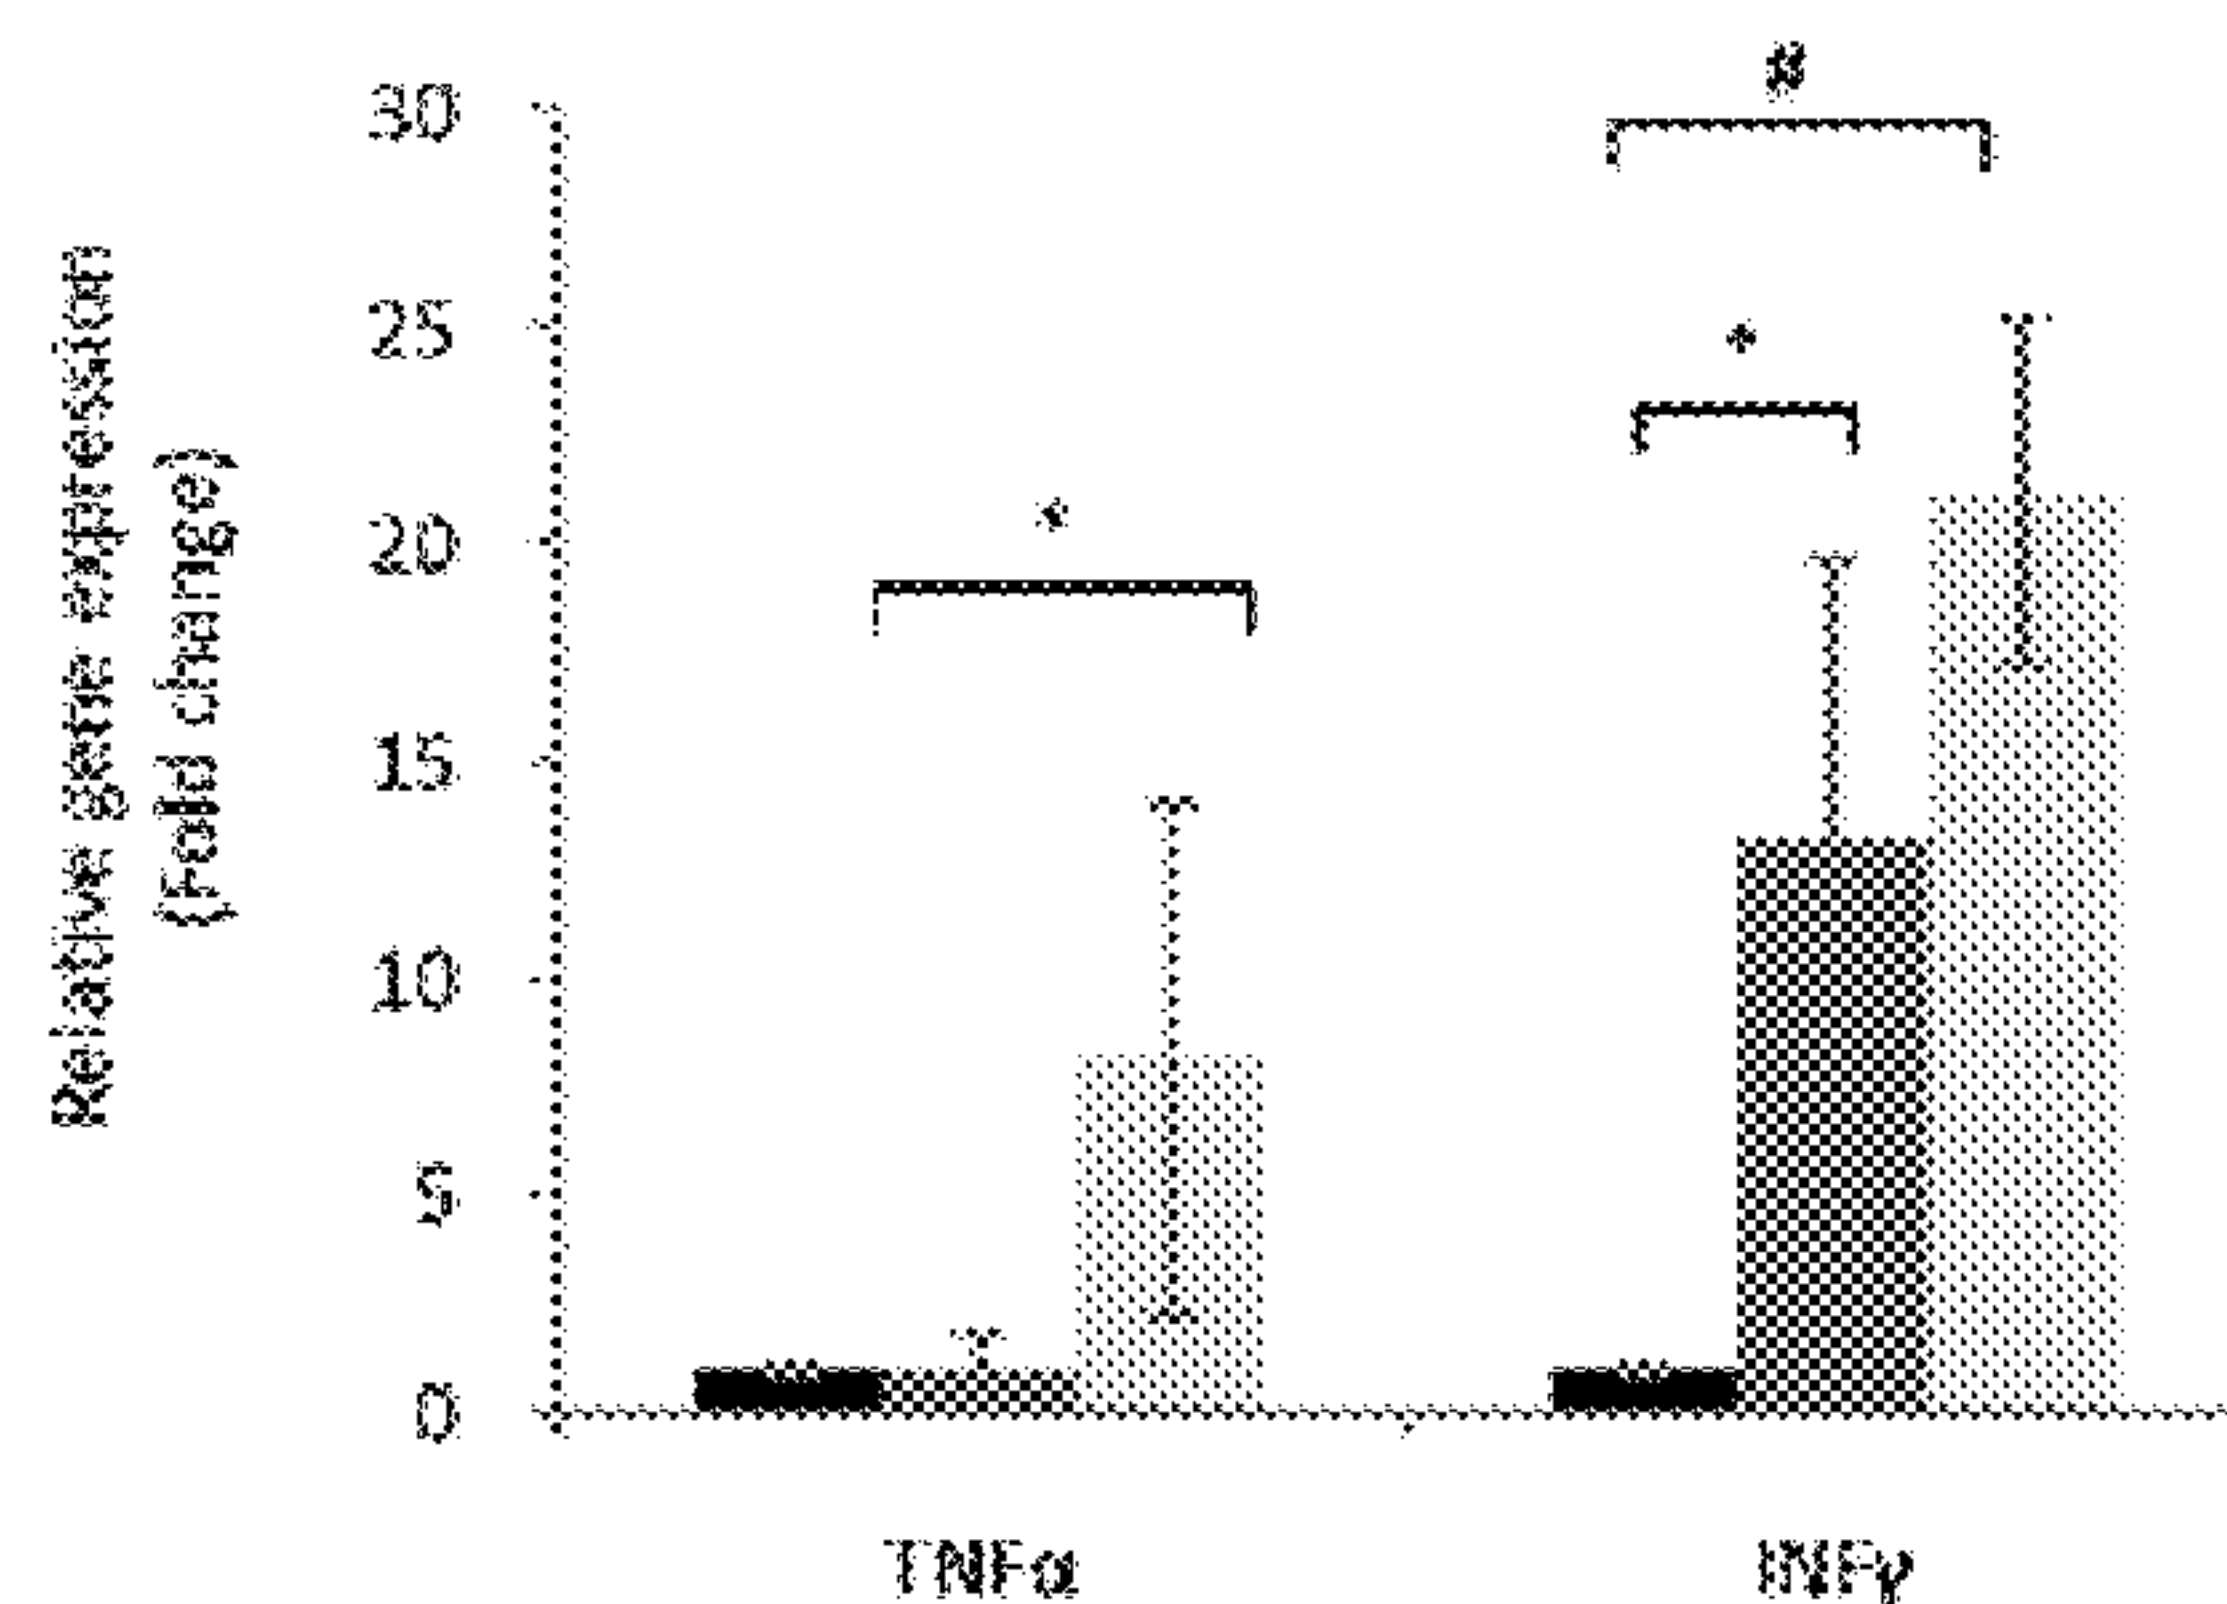 Relative gene expression
(Fold change)
30
25
20
15
10
5
0
#
*
*
TNFα
INFγ